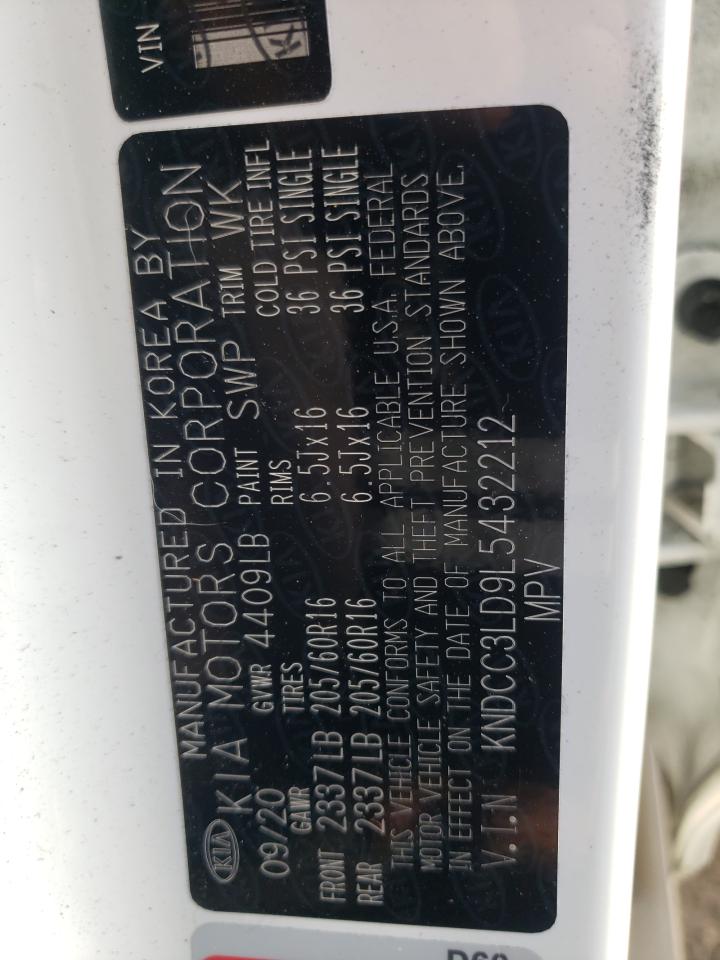 VIN
MANUFACTURED IN KOREA BY
KIA KIA MOTORS CORPORATION
09/20 GVWR 4409LB PAINT SWP TRIM WK
GAWR TIRES RIMS COLD TIRE INFL
FRONT 2337LB 205/60R16 6.5Jx16 36 PSI SINGLE
REAR 2337LB 205/60R16 6.5Jx16 36 PSI SINGLE
THIS VEHICLE CONFORMS TO ALL APPLICABLE U.S.A. FEDERAL
MOTOR VEHICLE SAFETY AND THEFT PREVENTION STANDARDS
IN EFFECT ON THE DATE OF MANUFACTURE SHOWN ABOVE.
V.I.N KNDCC3LD9L5432212
MPV